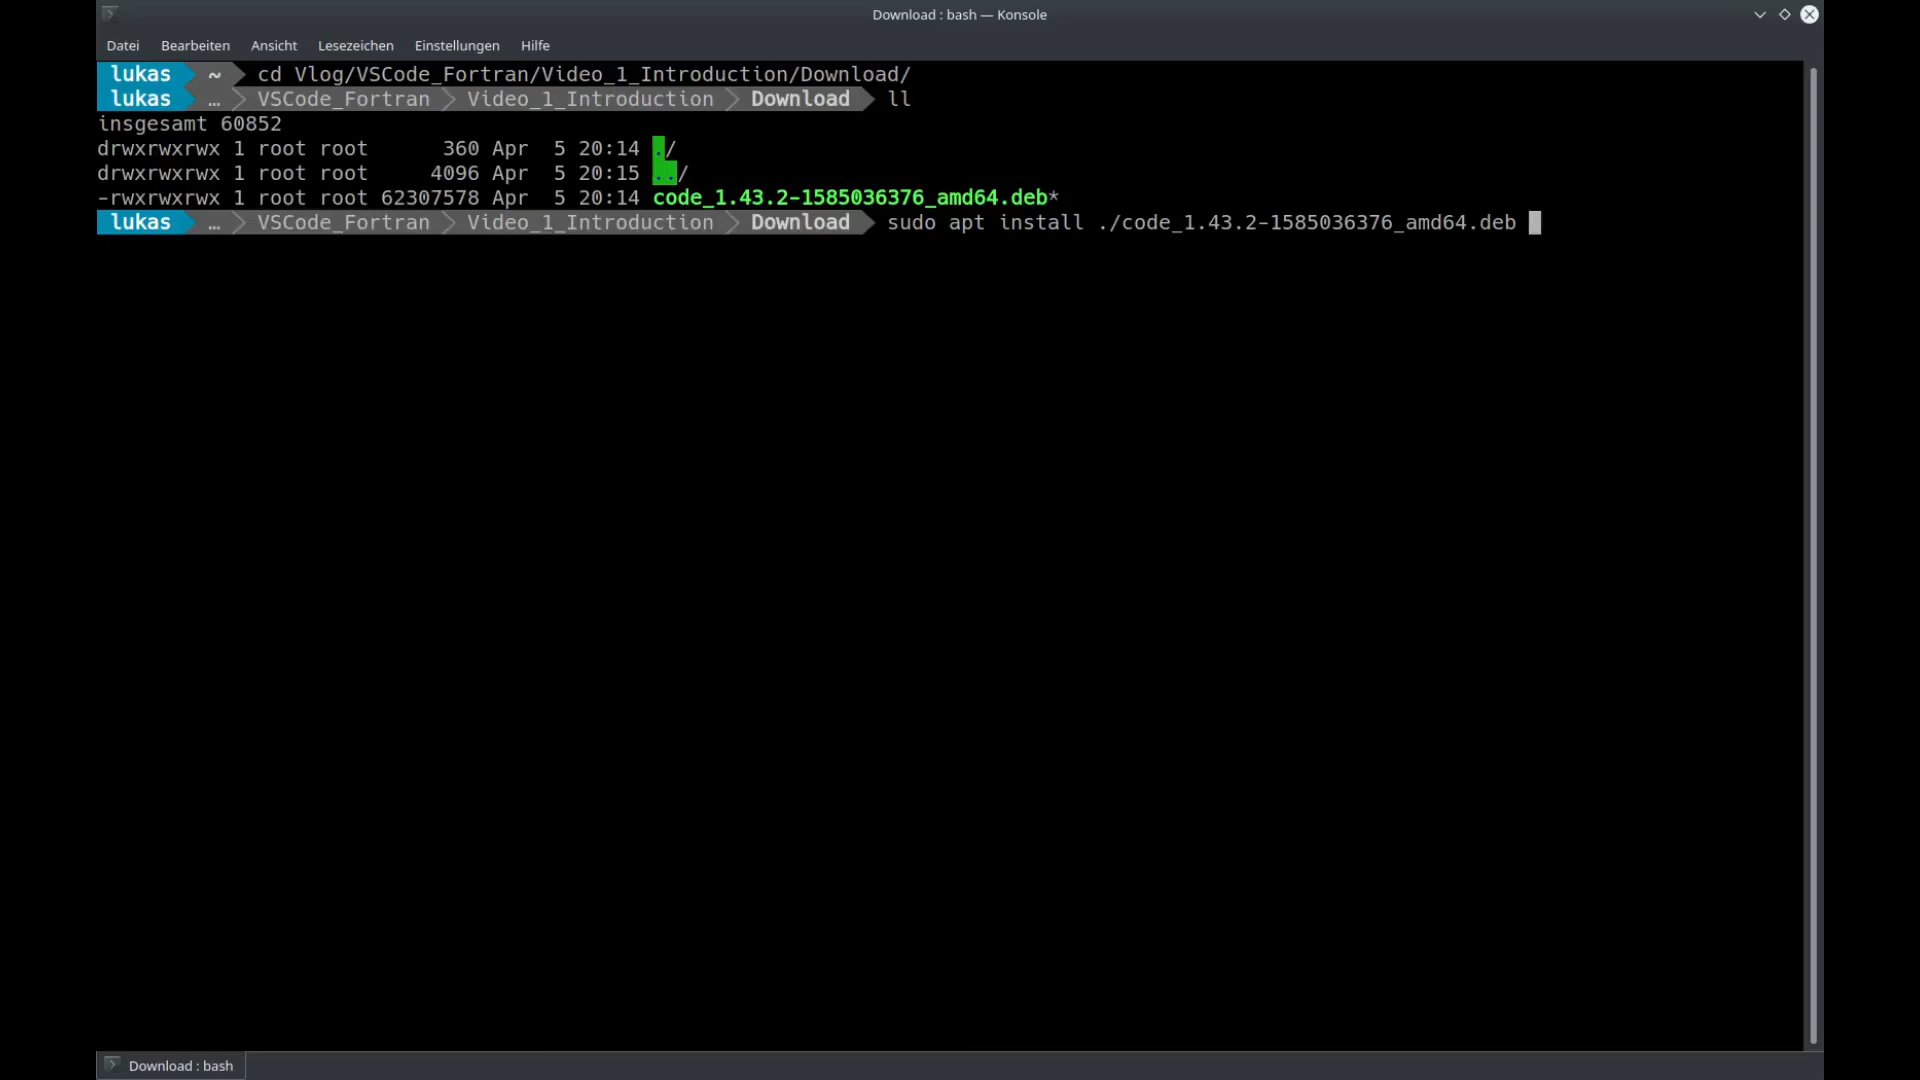 Download : bash — Konsole
Datei Bearbeiten Ansicht Lesezeichen Einstellungen Hilfe
lukas ~ cd Vlog/VSCode_Fortran/Video_1_Introduction/Download/
lukas … VSCode_Fortran Video_1_Introduction Download ll
insgesamt 60852
drwxrwxrwx 1 root root 360 Apr 5 20:14 ./
drwxrwxrwx 1 root root 4096 Apr 5 20:15 ../
-rwxrwxrwx 1 root root 62307578 Apr 5 20:14 code_1.43.2-1585036376_amd64.deb*
lukas … VSCode_Fortran Video_1_Introduction Download sudo apt install ./code_1.43.2-1585036376_amd64.deb
Download : bash